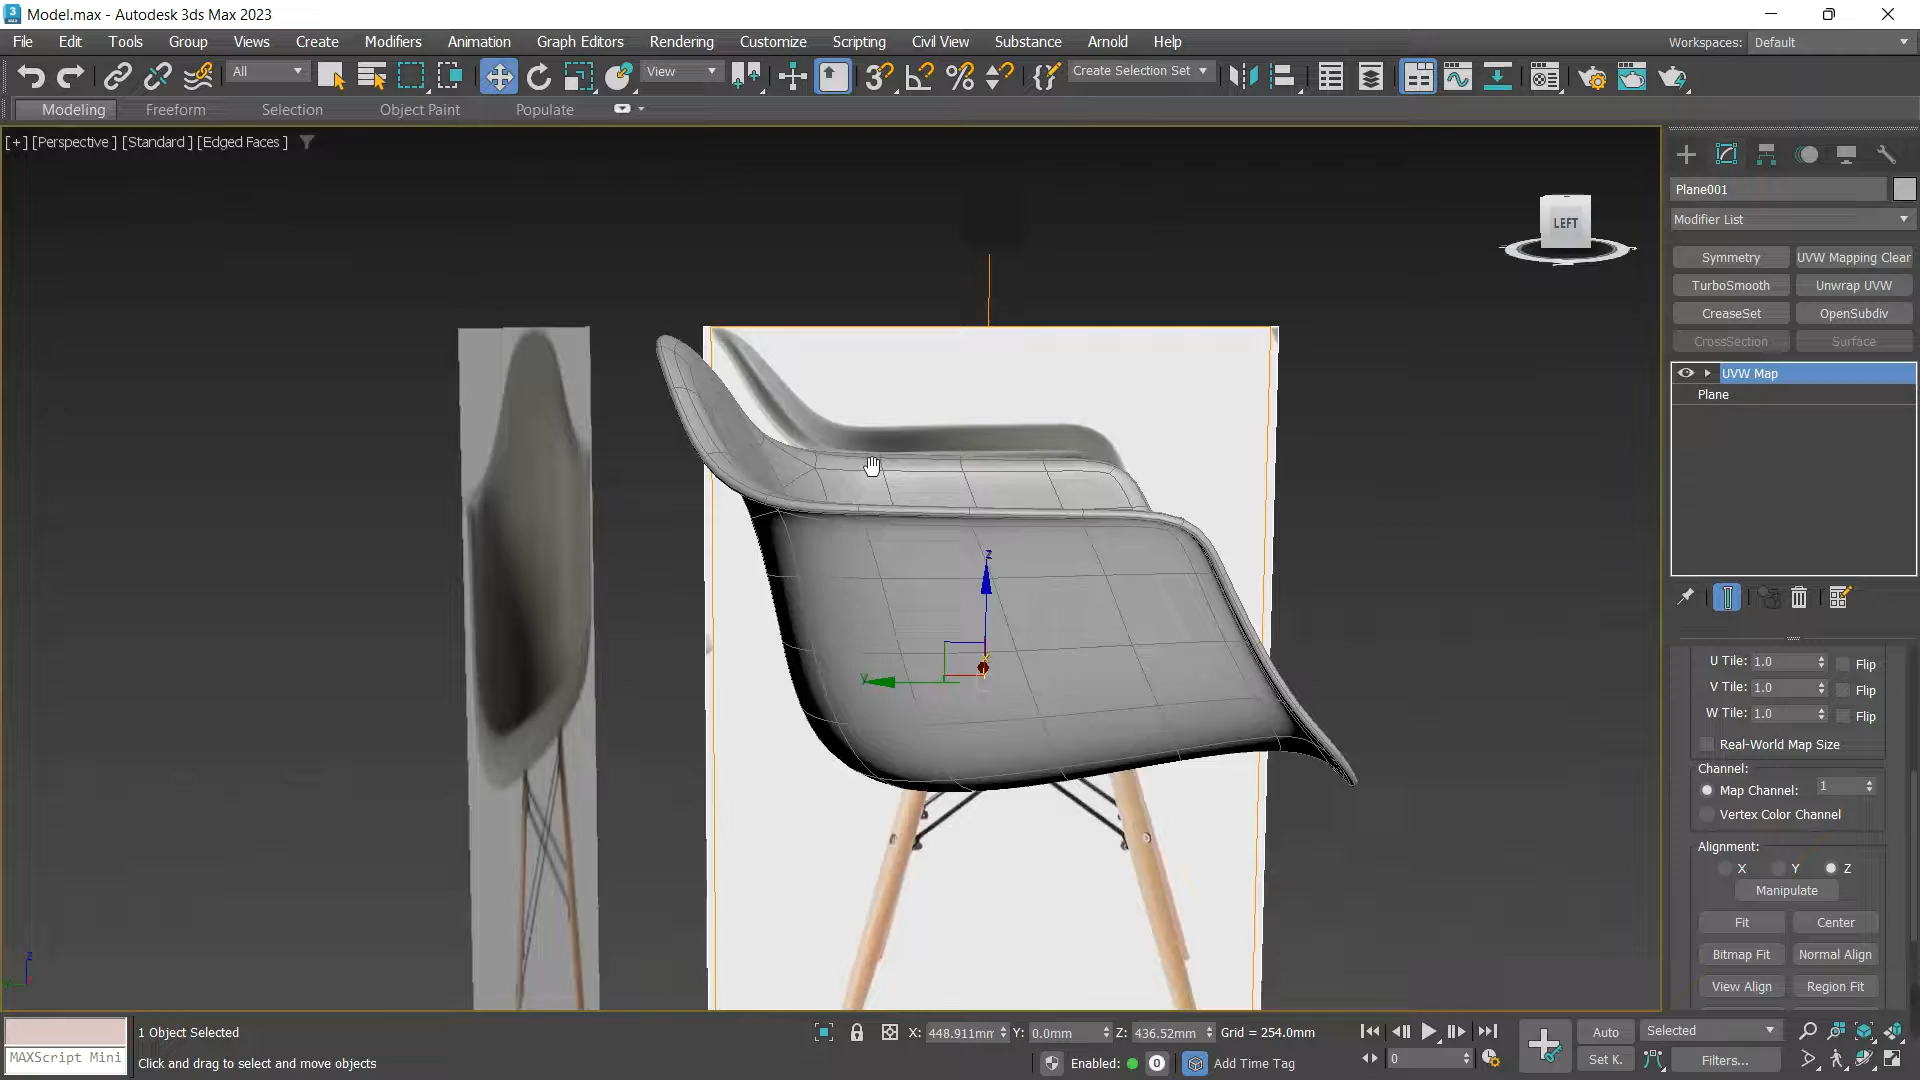 Model.max - Autodesk 3ds Max 2023
File Edit Tools Group Views Create Modifiers Animation Graph Editors Rendering Customize Scripting Civil View Substance Arnold Help Workspaces: Default
All View Create Selection Set
Modeling Freeform Selection Object Paint Populate
[+] [Perspective ] [Standard ] [Edged Faces ]
LEFT
z
y
z
Plane001
Modifier List
Symmetry UVW Mapping Clear
TurboSmooth Unwrap UVW
CreaseSet OpenSubdiv
CrossSection Surface
UVW Map
Plane
U Tile: 1.0 Flip
V Tile: 1.0 Flip
W Tile: 1.0 Flip
Real-World Map Size
Channel:
Map Channel: 1
Vertex Color Channel
Alignment:
X Y Z
Manipulate
Fit Center
Bitmap Fit Normal Align
View Align Region Fit
1 Object Selected X: 448.911mm Y: 0.0mm Z: 436.52mm Grid = 254.0mm Auto Selected
MAXScript Mini Click and drag to select and move objects Enabled: 0 Add Time Tag 0 Set K. Filters...